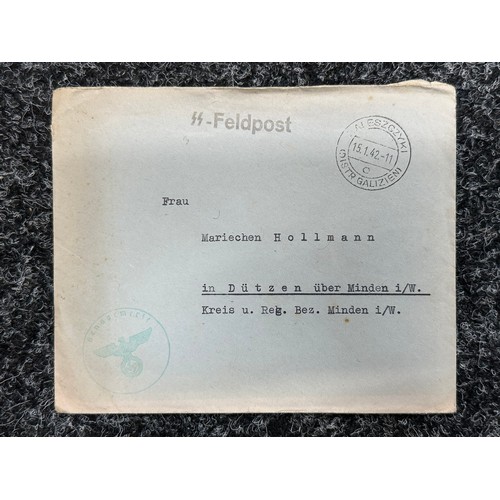 SS-Feldpost
ZALESZCZYKI
15.1.42.-11
c
(DISTR. GALIZIEN)
Frau
Mariechen Hollmann
in Dützen über Minden i/W.
Kreis u. Reg. Bez. Minden i/W.